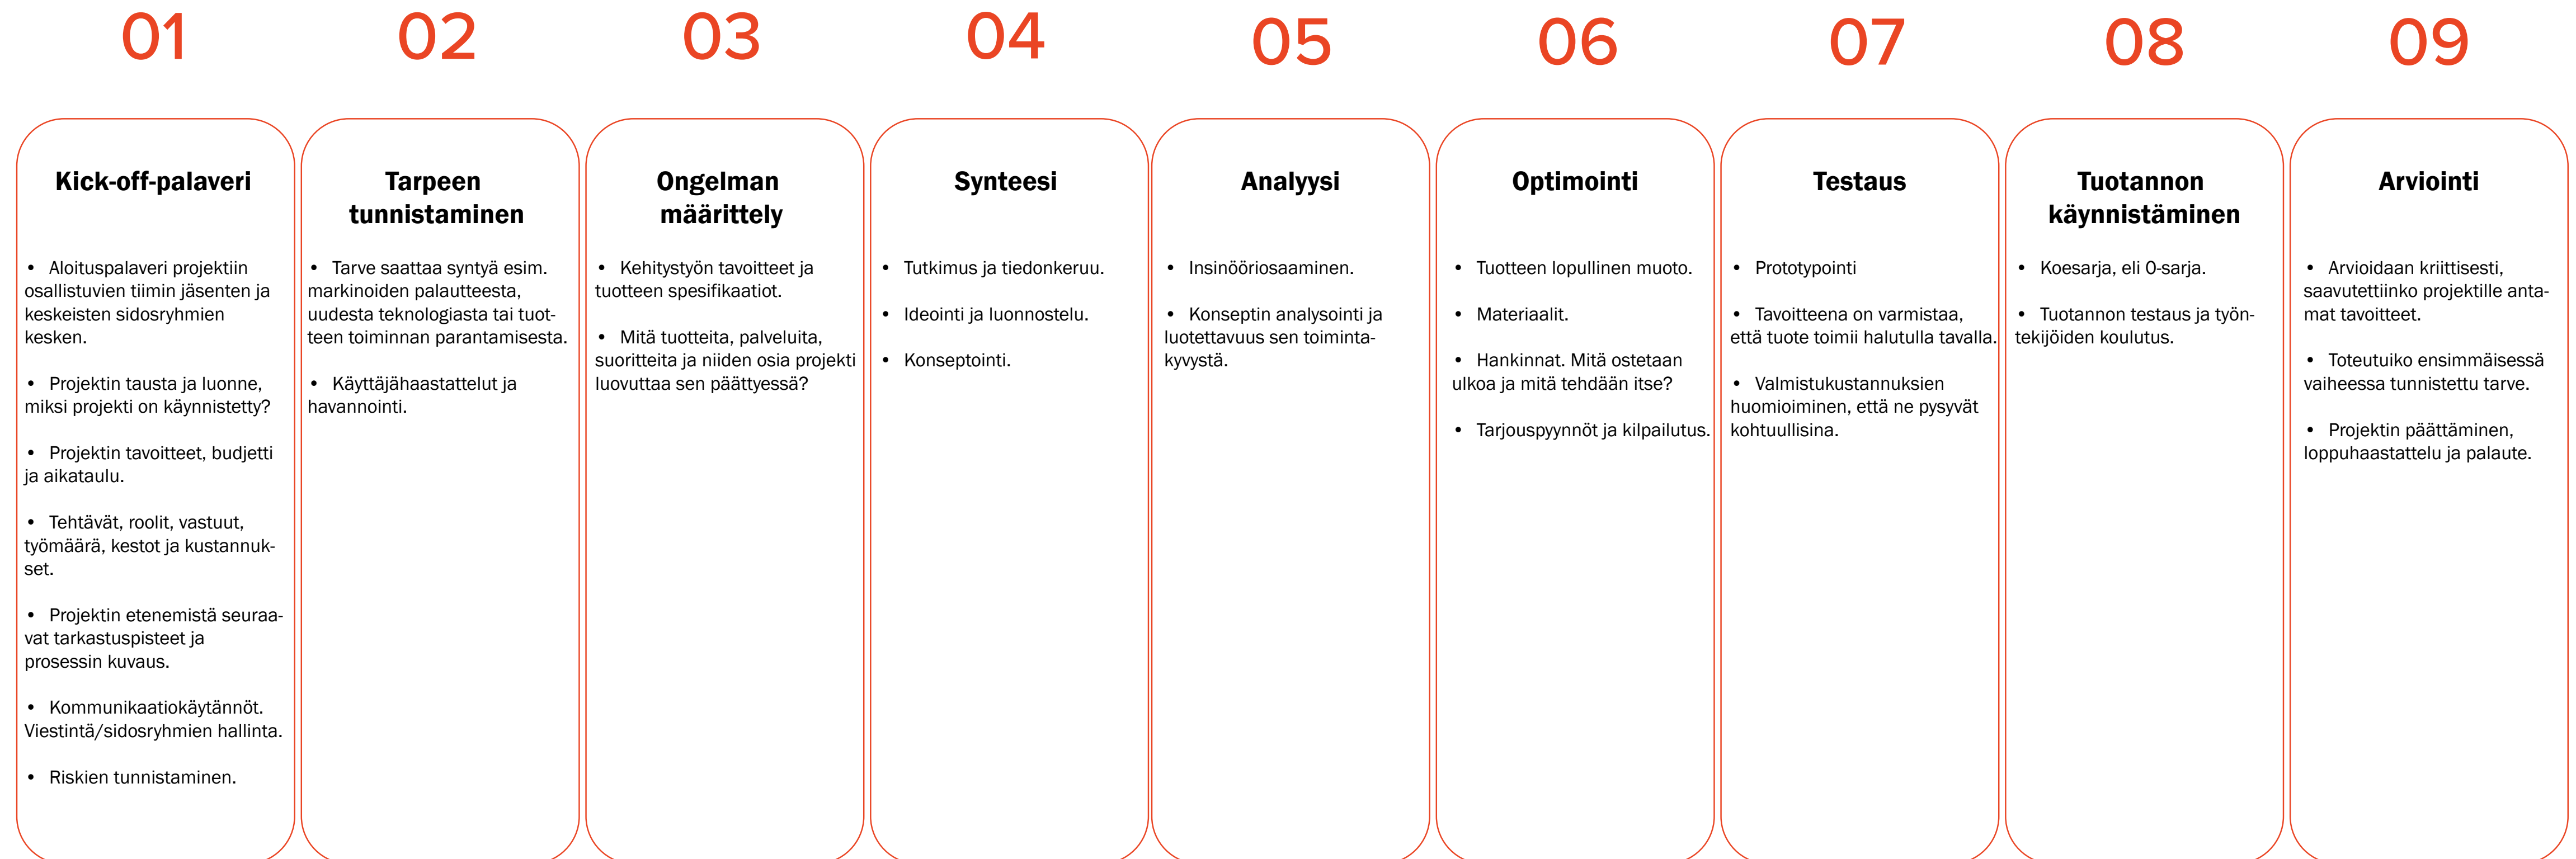 01
Kick-off-palaveri
• Aloituspalaveri projektiin
osallistuvien tiimin jäsenten ja
keskeisten sidosryhmien
kesken.
• Projektin tausta ja luonne,
miksi projekti on käynnistetty?
• Projektin tavoitteet, budjetti
ja aikataulu.
• Tehtävät, roolit, vastuut,
työmäärä, kestot ja kustannuk-
set.
• Projektin etenemistä seuraa-
vat tarkastuspisteet ja
prosessin kuvaus.
• Kommunikaatiokäytännöt.
Viestintä/sidosryhmien hallinta.
• Riskien tunnistaminen.
02
Tarpeen
tunnistaminen
• Tarve saattaa syntyä esim.
markinoiden palautteesta,
uudesta teknologiasta tai tuot-
teen toiminnan parantamisesta.
• Käyttäjähaastattelut ja
havannointi.
03
Ongelman
määrittely
• Kehitystyön tavoitteet ja
tuotteen spesifikaatiot.
• Mitä tuotteita, palveluita,
suoritteita ja niiden osia projekti
luovuttaa sen päättyessä?
04
Synteesi
• Tutkimus ja tiedonkeruu.
• Ideointi ja luonnostelu.
• Konseptointi.
05
Analyysi
• Insinööriosaaminen.
• Konseptin analysointi ja
luotettavuus sen toiminta-
kyvystä.
06
Optimointi
• Tuotteen lopullinen muoto.
• Materiaalit.
• Hankinnat. Mitä ostetaan
ulkoa ja mitä tehdään itse?
• Tarjouspyynnöt ja kilpailutus.
07
Testaus
• Prototypointi
• Tavoitteena on varmistaa,
että tuote toimii halutulla tavalla.
• Valmistukustannuksien
huomioiminen, että ne pysyvät
kohtuullisina.
08
Tuotannon
käynnistäminen
• Koesarja, eli 0-sarja.
• Tuotannon testaus ja työn-
tekijöiden koulutus.
09
Arviointi
• Arvioidaan kriittisesti,
saavutettiinko projektille anta-
mat tavoitteet.
• Toteutuiko ensimmäisessä
vaiheessa tunnistettu tarve.
• Projektin päättäminen,
loppuhaastattelu ja palaute.